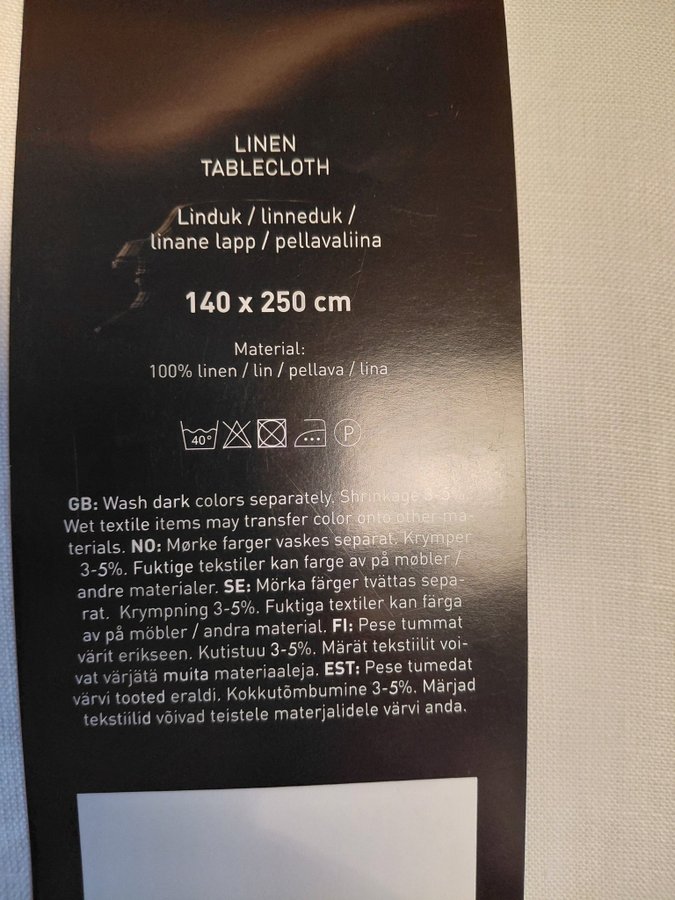 LINEN
TABLECLOTH
Linduk / linneduk /
linane lapp / pellavaliina
140 x 250 cm
Material:
100% linen / lin / pellava / lina
40° P
GB: Wash dark colors separately. Shrinkage 3-5%.
Wet textile items may transfer color onto other ma-
terials. NO: Mørke farger vaskes separat. Krymper
3-5%. Fuktige tekstiler kan farge av på møbler /
andre materialer. SE: Mörka färger tvättas sepa-
rat. Krympning 3-5%. Fuktiga textiler kan färga
av på möbler / andra material. FI: Pese tummat
värit erikseen. Kutistuu 3-5%. Märät tekstiilit voi-
vat värjätä muita materiaaleja. EST: Pese tumedat
värvi tooted eraldi. Kokkutõmbumine 3-5%. Märjad
tekstiilid võivad teistele materjalidele värvi anda.